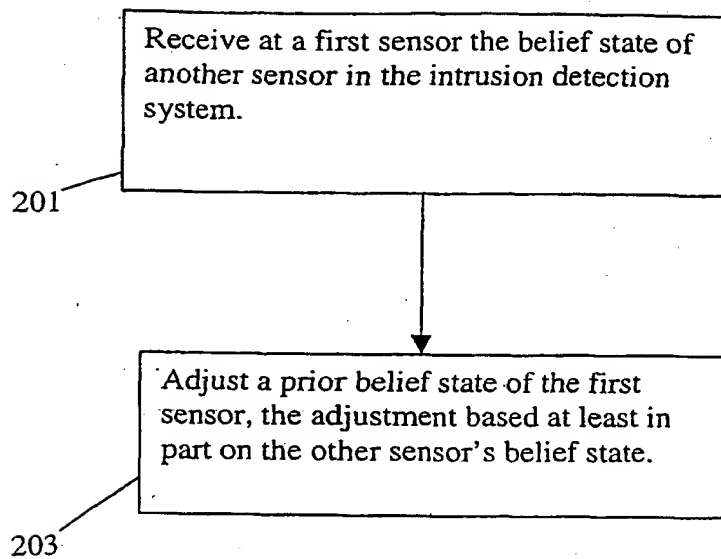 Receive at a first sensor the belief state of
another sensor in the intrusion detection
system.
201
Adjust a prior belief state of the first
sensor, the adjustment based at least in
part on the other sensor's belief state.
203